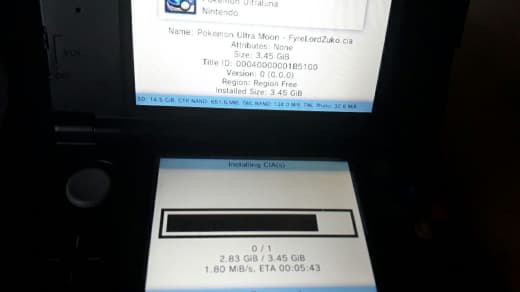 Pokémon Ultraluna
Nintendo
Name: Pokemon Ultra Moon - FyreLordZuko.cia
Attributes: None
Size: 3.45 GiB
Title ID: 00040000001B5100
Version: 0 (0.0.0)
Region: Region Free
Installed Size: 3.45 GiB
Installing CIA(s)
0 / 1
2.83 GiB / 3.45 GiB
1.80 MiB/s, ETA 00:05:43